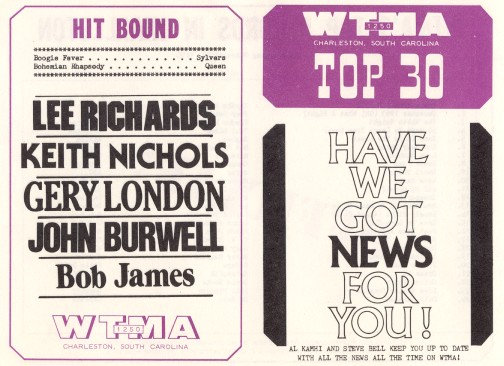 HIT BOUND
Boogie Fever . . . . . . . . . . . . . . Sylvers
Bohemian Rhapsody . . . . . . . . . . . Queen
LEE RICHARDS
KEITH NICHOLS
GERY LONDON
JOHN BURWELL
Bob James
WTMA
1250
CHARLESTON, SOUTH CAROLINA
WTMA
1250
CHARLESTON, SOUTH CAROLINA
TOP 30
HAVE
WE
GOT
NEWS
FOR
YOU!
AL KAMHI AND STEVE BELL KEEP YOU UP TO DATE
WITH ALL THE NEWS ALL THE TIME ON WTMA!